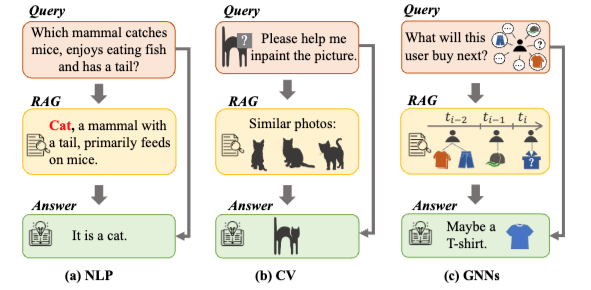 Query
Which mammal catches
mice, enjoys eating fish
and has a tail?
RAG
Cat, a mammal with
a tail, primarily feeds
on mice.
Answer
It is a cat.
(a) NLP
Query
?
Please help me
inpaint the picture.
RAG
Similar photos:
Answer
(b) CV
Query
What will this
user buy next?
?
RAG
t_{i-2} t_{i-1} t_i
?
Answer
Maybe a
T-shirt.
(c) GNNs